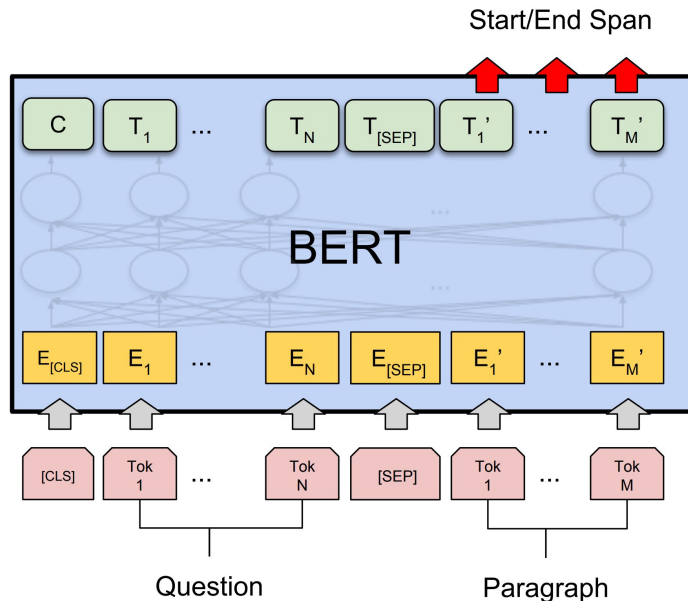 Start/End Span
C T1 ... TN T[SEP] T1’ ... TM’
...
BERT
...
E[CLS] E1 ... EN E[SEP] E1’ ... EM’
[CLS] Tok 1 ... Tok N [SEP] Tok 1 ... Tok M
Question Paragraph